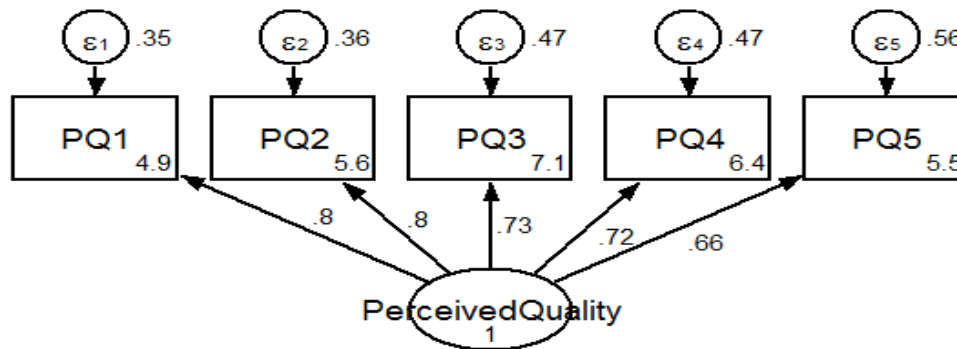 ε1 .35 ε2 .36 ε3 .47 ε4 .47 ε5 .56
PQ1 PQ2 PQ3 PQ4 PQ5
4.9 5.6 7.1 6.4 5.5
.8 .8 .73 .72 .66
PerceivedQuality
1